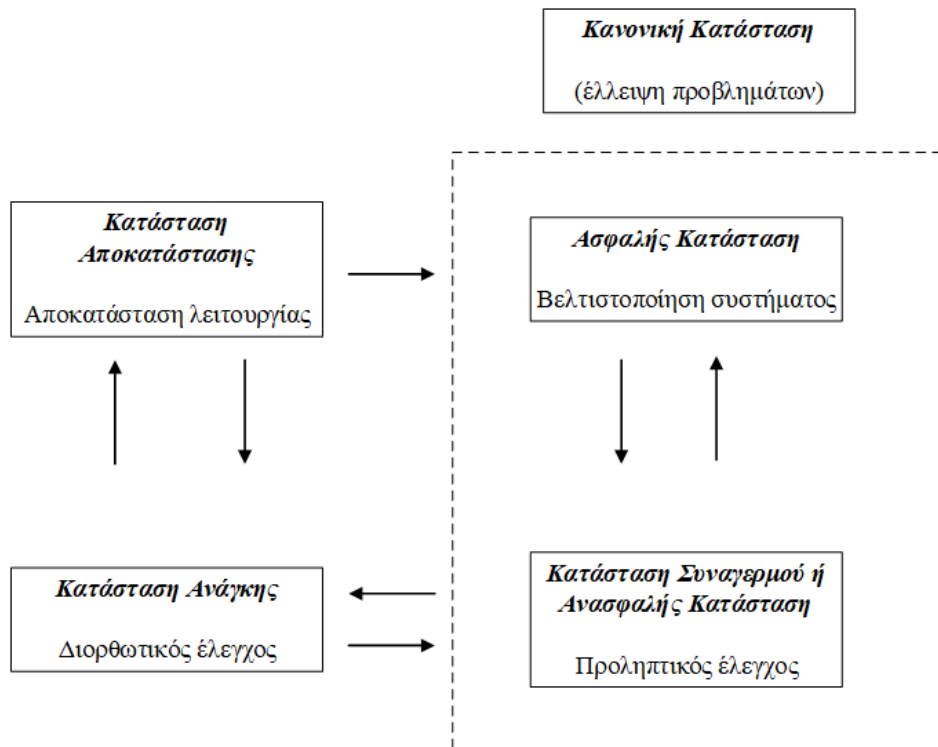 Κανονική Κατάσταση
(έλλειψη προβλημάτων)
Κατάσταση
Αποκατάστασης
Αποκατάσταση λειτουργίας
Ασφαλής Κατάσταση
Βελτιστοποίηση συστήματος
Κατάσταση Ανάγκης
Διορθωτικός έλεγχος
Κατάσταση Συναγερμού ή
Ανασφαλής Κατάσταση
Προληπτικός έλεγχος